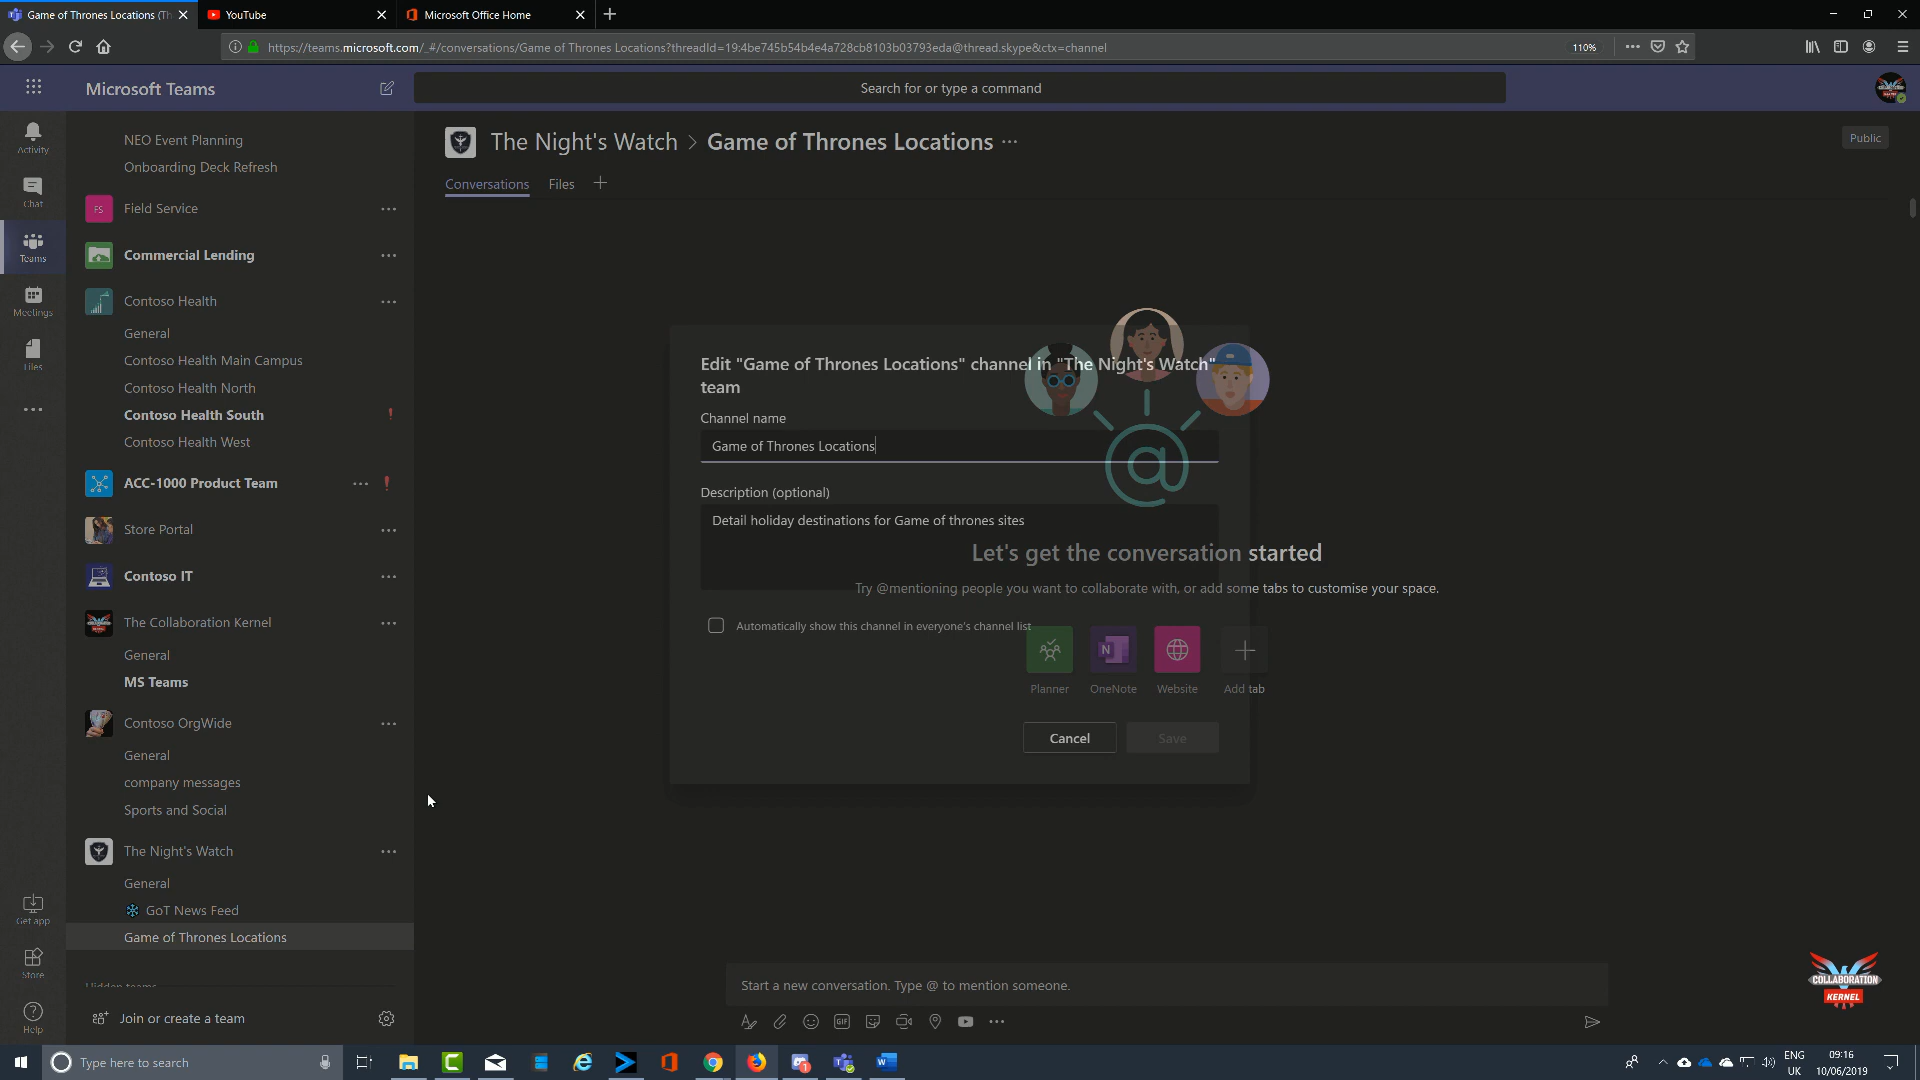 Game of Thrones Locations (Th
YouTube
Microsoft Office Home
https://teams.microsoft.com/_#/conversations/Game of Thrones Locations?threadId=19:4be745b54b4e4a728cb8103b03793eda@thread.skype&ctx=channel
110%
Microsoft Teams
Search for or type a command
Activity
Chat
Teams
Meetings
Files
Get app
Store
Help
NEO Event Planning
Onboarding Deck Refresh
FS
Field Service
Commercial Lending
Contoso Health
General
Contoso Health Main Campus
Contoso Health North
Contoso Health South
Contoso Health West
ACC-1000 Product Team
Store Portal
Contoso IT
The Collaboration Kernel
General
MS Teams
Contoso OrgWide
General
company messages
Sports and Social
The Night's Watch
General
GoT News Feed
Game of Thrones Locations
Hidden teams
Join or create a team
The Night's Watch > Game of Thrones Locations
Public
Conversations
Files
Edit "Game of Thrones Locations" channel in "The Night's Watch"
team
Channel name
Game of Thrones Locations
Description (optional)
Detail holiday destinations for Game of thrones sites
Let's get the conversation started
Try @mentioning people you want to collaborate with, or add some tabs to customise your space.
Automatically show this channel in everyone's channel list
N
Planner
OneNote
Website
Add tab
Cancel
Save
Start a new conversation. Type @ to mention someone.
GIF
COLLABORATION
KERNEL
Type here to search
ENG
UK
09:16
10/06/2019